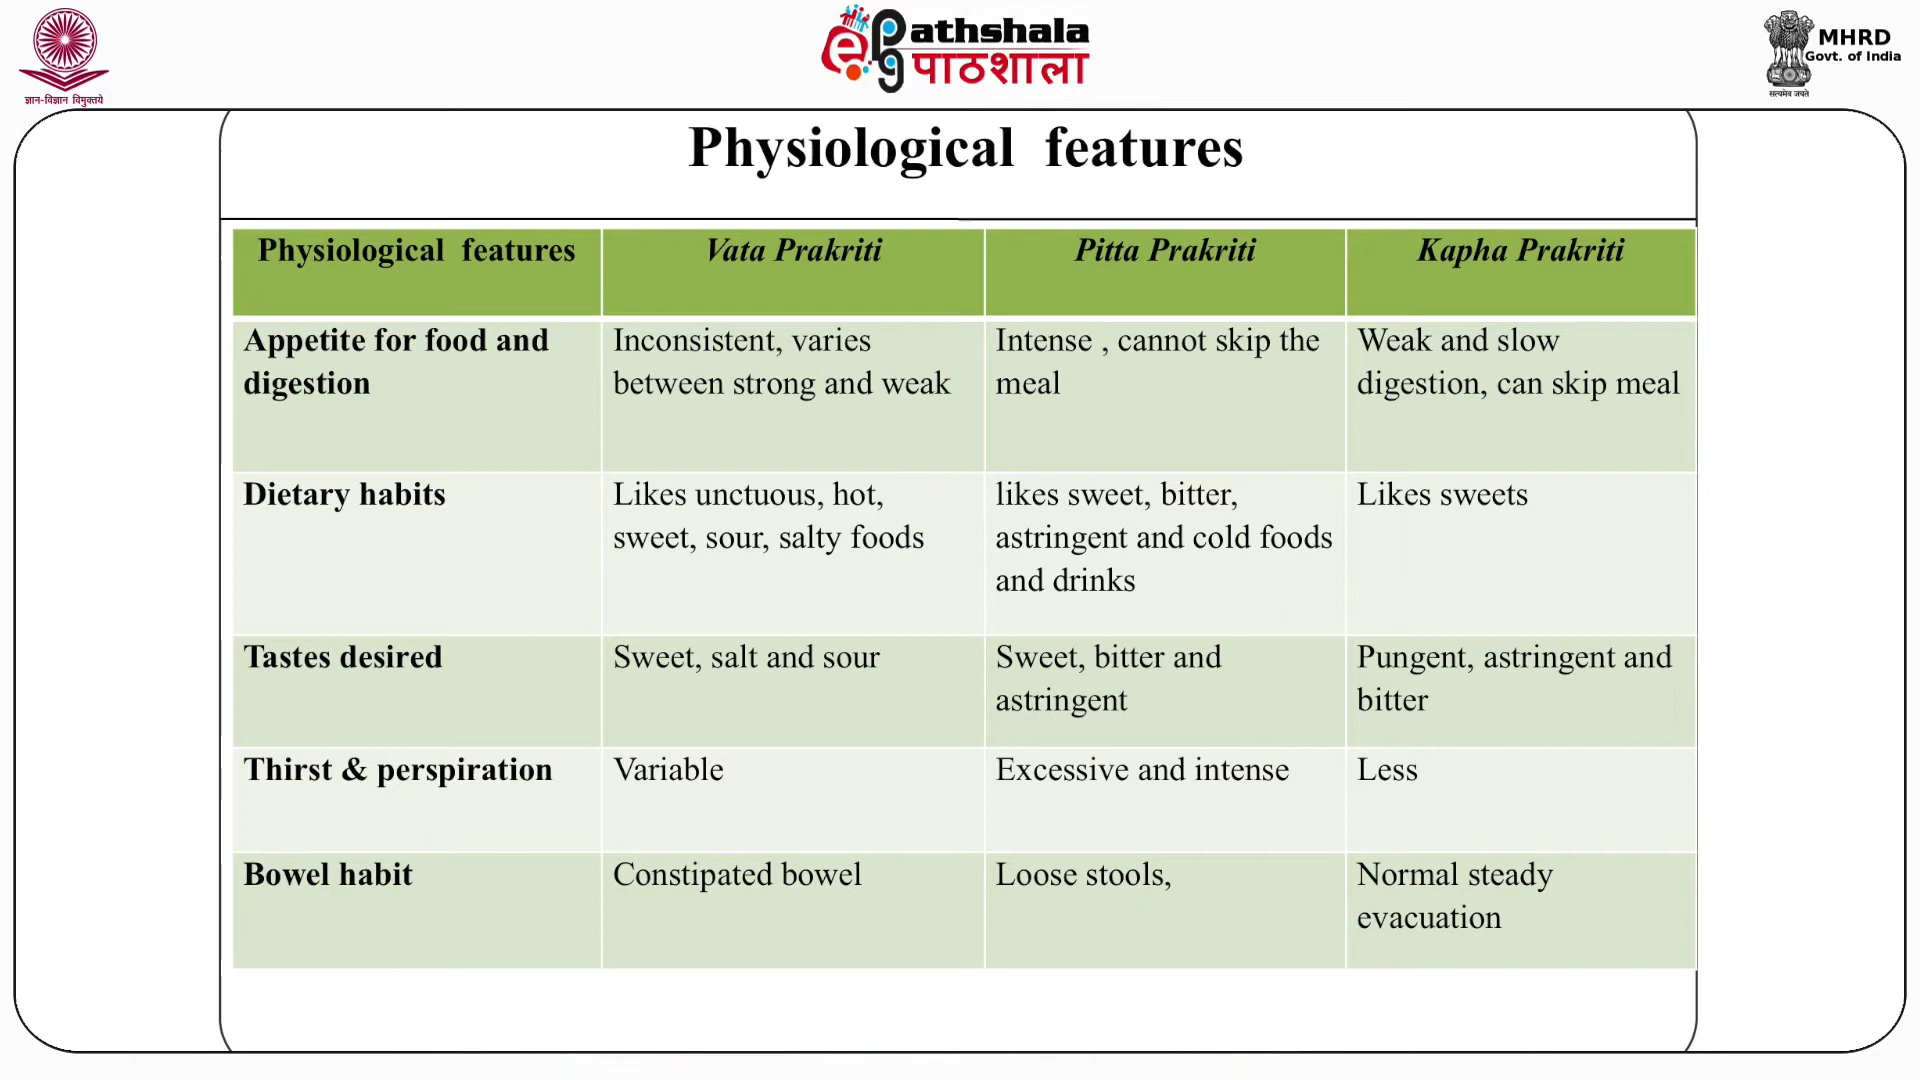 ज्ञान-विज्ञान विमुक्तये
ePathshala
पाठशाला
MHRD
Govt. of India
सत्यमेव जयते
Physiological features
Physiological features Vata Prakriti Pitta Prakriti Kapha Prakriti
Appetite for food and Inconsistent, varies Intense , cannot skip the Weak and slow
digestion between strong and weak meal digestion, can skip meal
Dietary habits Likes unctuous, hot, likes sweet, bitter, Likes sweets
sweet, sour, salty foods astringent and cold foods
and drinks
Tastes desired Sweet, salt and sour Sweet, bitter and Pungent, astringent and
astringent bitter
Thirst & perspiration Variable Excessive and intense Less
Bowel habit Constipated bowel Loose stools, Normal steady
evacuation